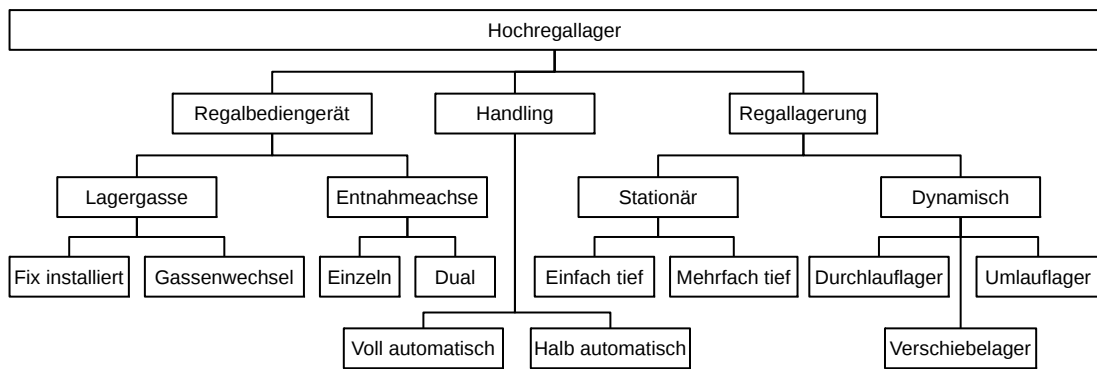 Hochregallager
Regalbediengerät
Handling
Regallagerung
Lagergasse
Entnahmeachse
Stationär
Dynamisch
Fix installiert
Gassenwechsel
Einzeln
Dual
Einfach tief
Mehrfach tief
Durchlauflager
Umlauflager
Voll automatisch
Halb automatisch
Verschiebelager